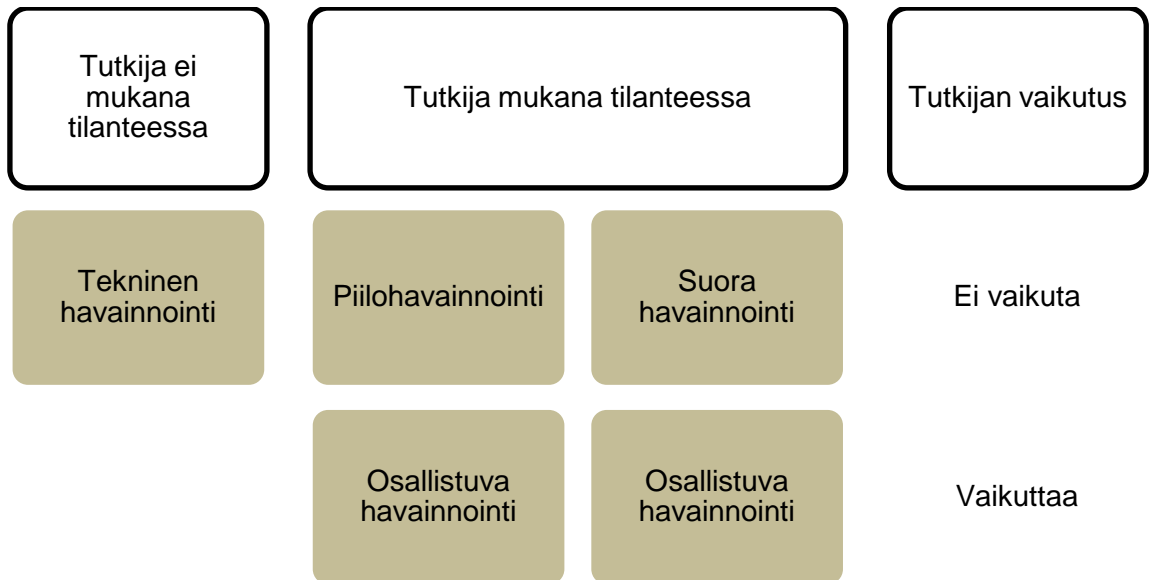 Tutkija ei
mukana
tilanteessa
Tutkija mukana tilanteessa
Tutkijan vaikutus
Tekninen
havainnointi
Piilohavainnointi
Suora
havainnointi
Ei vaikuta
Osallistuva
havainnointi
Osallistuva
havainnointi
Vaikuttaa